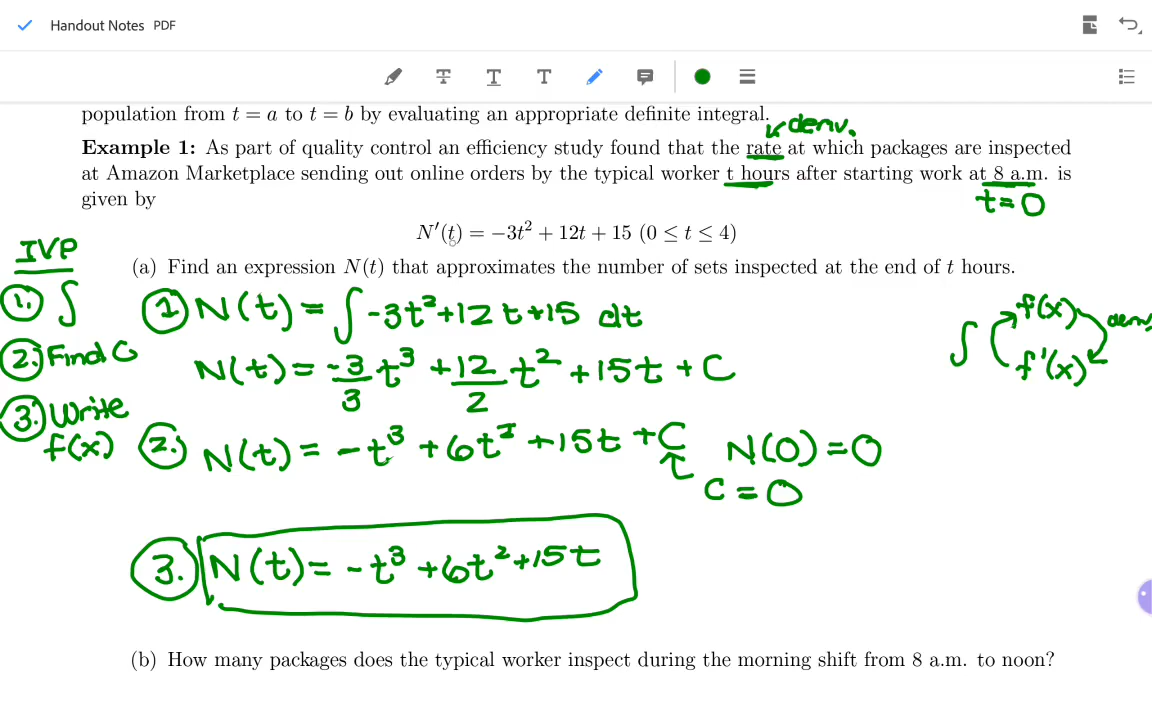 Handout Notes PDF
population from t = a to t = b by evaluating an appropriate definite integral.
deriv.
Example 1: As part of quality control an efficiency study found that the rate at which packages are inspected
at Amazon Marketplace sending out online orders by the typical worker t hours after starting work at 8 a.m. is
given by
t = 0
N'(t) = −3t² + 12t + 15 (0 ≤ t ≤ 4)
IVP
(a) Find an expression N(t) that approximates the number of sets inspected at the end of t hours.
1. ∫
2. Find C
3. Write
f(x)
1 N(t) = ∫ -3t² + 12t + 15 dt
N(t) = -3/3 t³ + 12/2 t² + 15t + C
∫ f(x) deriv
f'(x)
2. N(t) = -t³ + 6t² + 15t + C N(0) = 0
C = 0
3. N(t) = -t³ + 6t² + 15t
(b) How many packages does the typical worker inspect during the morning shift from 8 a.m. to noon?